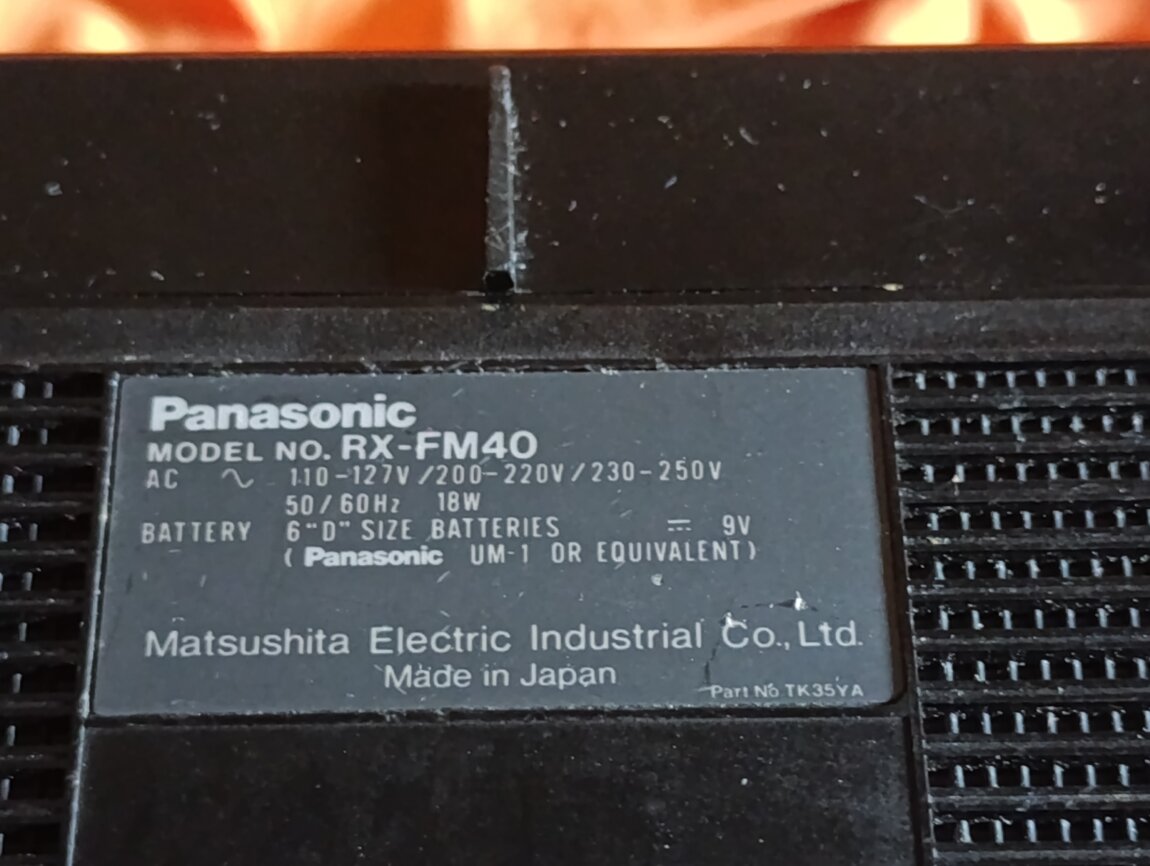 Panasonic
MODEL NO. RX-FM40
AC ∿ 110-127V/200-220V/230-250V
50/60Hz 18W
BATTERY 6"D" SIZE BATTERIES ⎓ 9V
(Panasonic UM-1 OR EQUIVALENT)
Matsushita Electric Industrial Co., Ltd.
Made in Japan
Part No. TK35YA